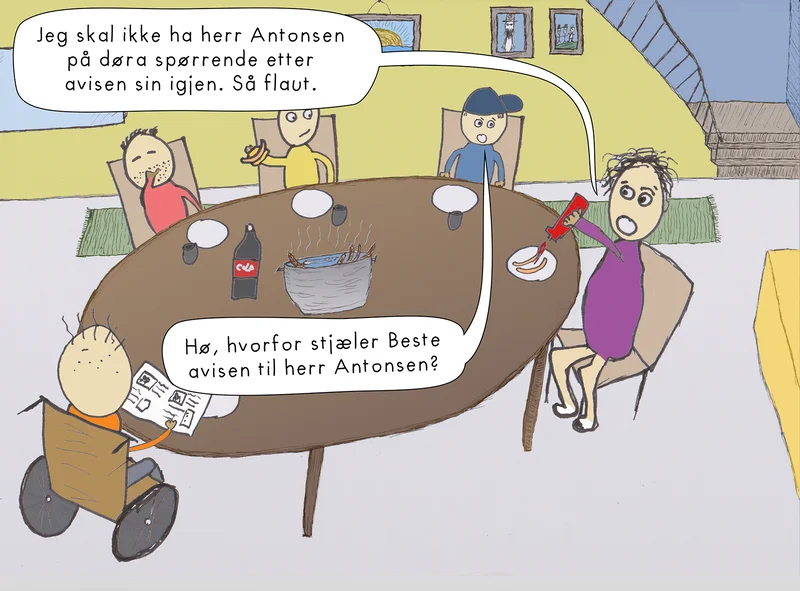 Jeg skal ikke ha herr Antonsen
på døra spørrende etter
avisen sin igjen. Så flaut.
Hø, hvorfor stjæler Beste
avisen til herr Antonsen?